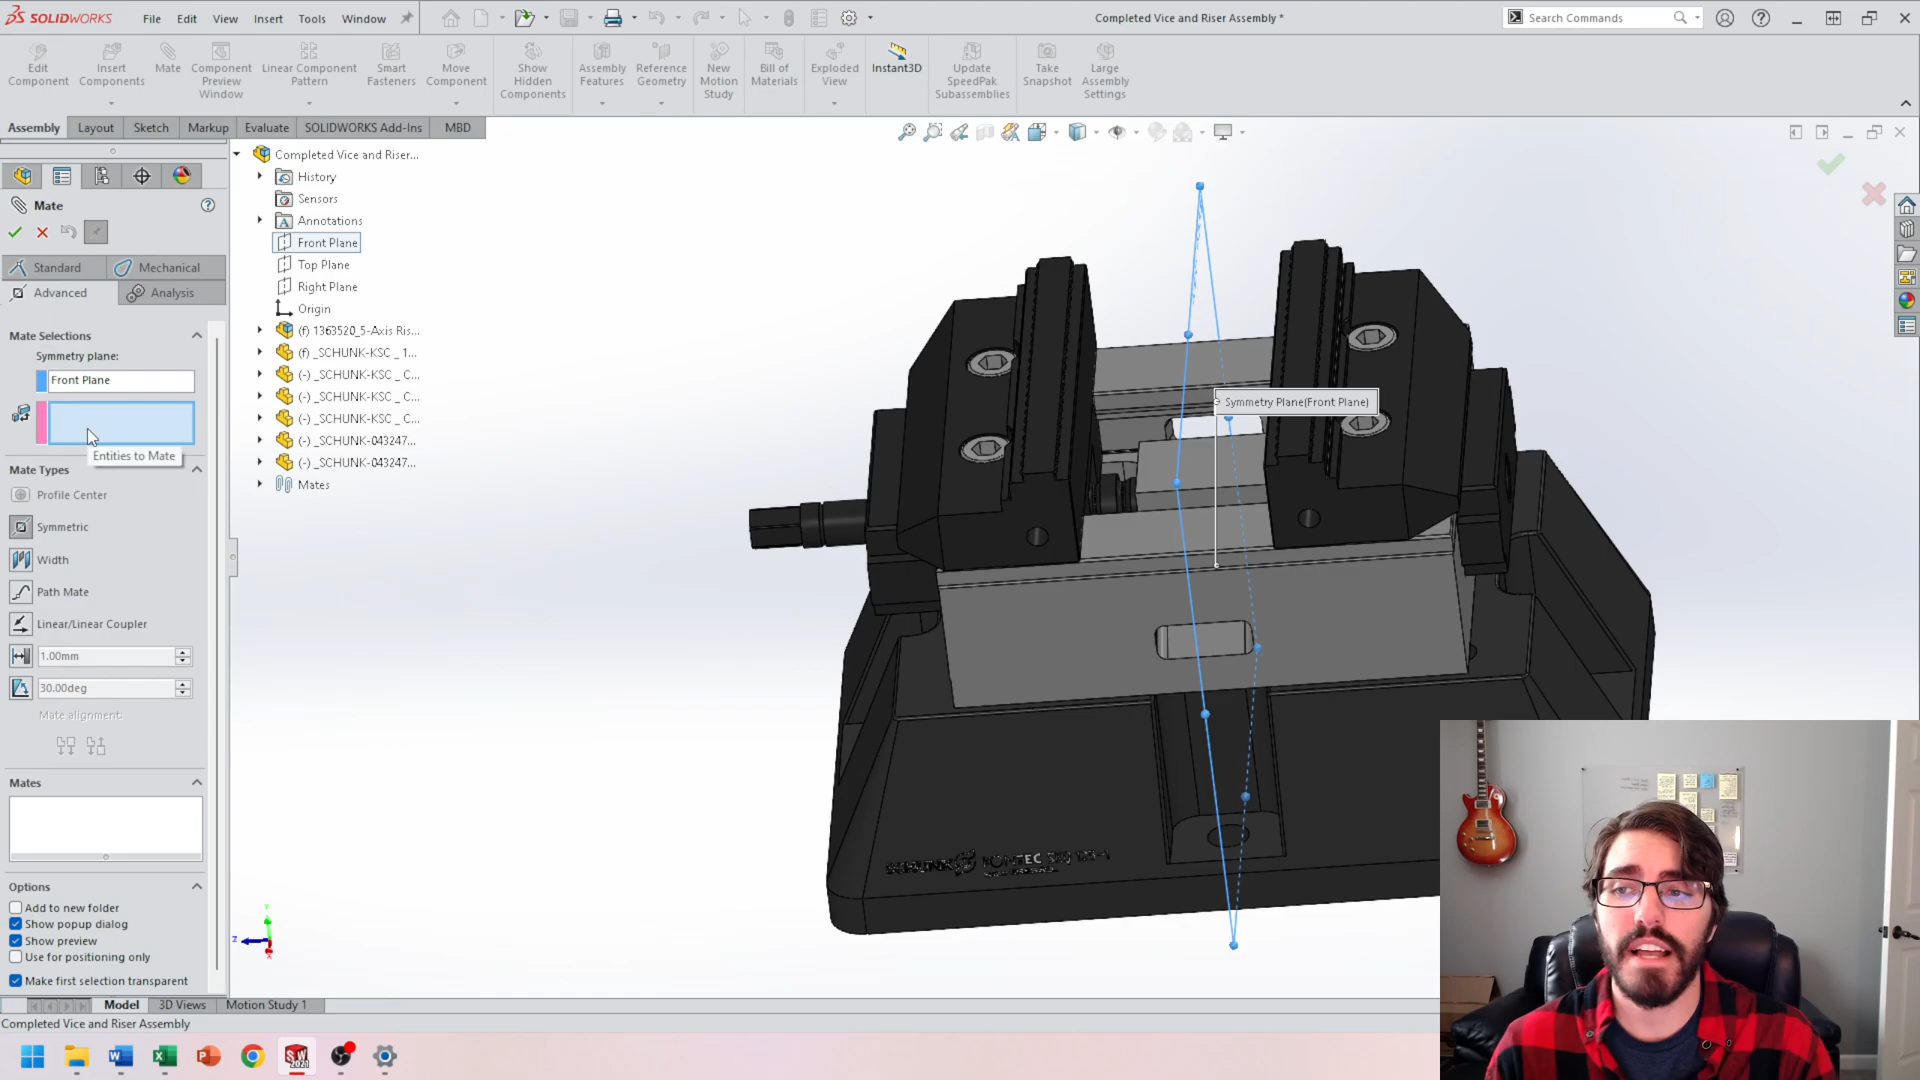 SOLIDWORKS
File Edit View Insert Tools Window
Completed Vice and Riser Assembly *
Search Commands
Edit Component
Insert Components
Mate
Component Preview Window
Linear Component Pattern
Smart Fasteners
Move Component
Show Hidden Components
Assembly Features
Reference Geometry
New Motion Study
Bill of Materials
Exploded View
Instant3D
Update SpeedPak Subassemblies
Take Snapshot
Large Assembly Settings
Assembly Layout Sketch Markup Evaluate SOLIDWORKS Add-Ins MBD
Completed Vice and Riser...
History
Sensors
Annotations
Front Plane
Top Plane
Right Plane
Origin
(f) 1363520_5-Axis Ris...
(f) _SCHUNK-KSC _ 1...
(-) _SCHUNK-KSC _ C...
(-) _SCHUNK-KSC _ C...
(-) _SCHUNK-KSC _ C...
(-) _SCHUNK-043247...
(-) _SCHUNK-043247...
Mates
Mate
Standard Mechanical
Advanced Analysis
Mate Selections
Symmetry plane:
Front Plane
Entities to Mate
Mate Types
Profile Center
Symmetric
Width
Path Mate
Linear/Linear Coupler
1.00mm
30.00deg
Mate alignment:
Mates
Options
Add to new folder
Show popup dialog
Show preview
Use for positioning only
Make first selection transparent
Symmetry Plane(Front Plane)
SCHUNK
Y
Z
Model 3D Views Motion Study 1
Completed Vice and Riser Assembly